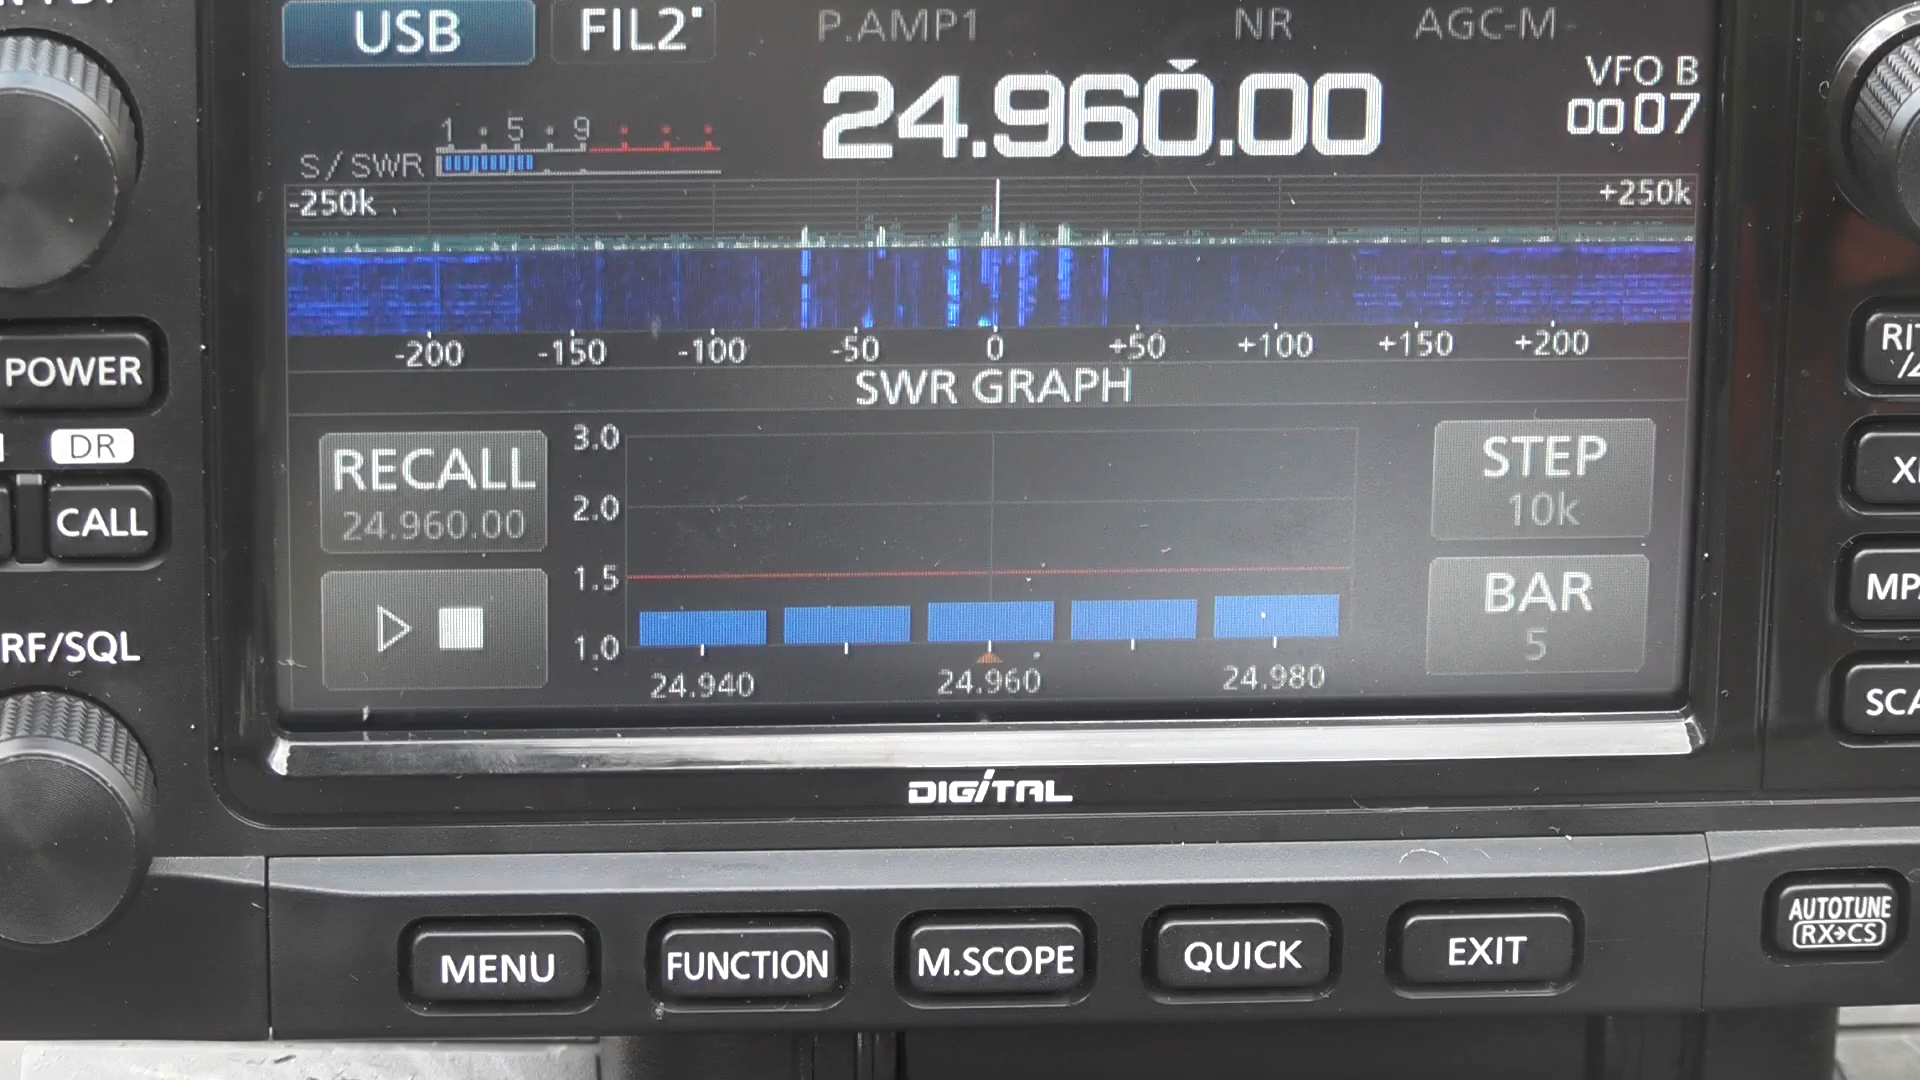 USB FIL2 P.AMP1 NR AGC-M
24.960.00 VFO B
00 07
1 5 9
S/SWR
-250k +250k
-200 -150 -100 -50 0 +50 +100 +150 +200
SWR GRAPH
RECALL
24.960.00
3.0
2.0
1.5
1.0
24.940 24.960 24.980
STEP
10k
BAR
5
POWER
DR
CALL
RF/SQL
DIGITAL
MENU FUNCTION M.SCOPE QUICK EXIT
AUTOTUNE
RX→CS
RIT